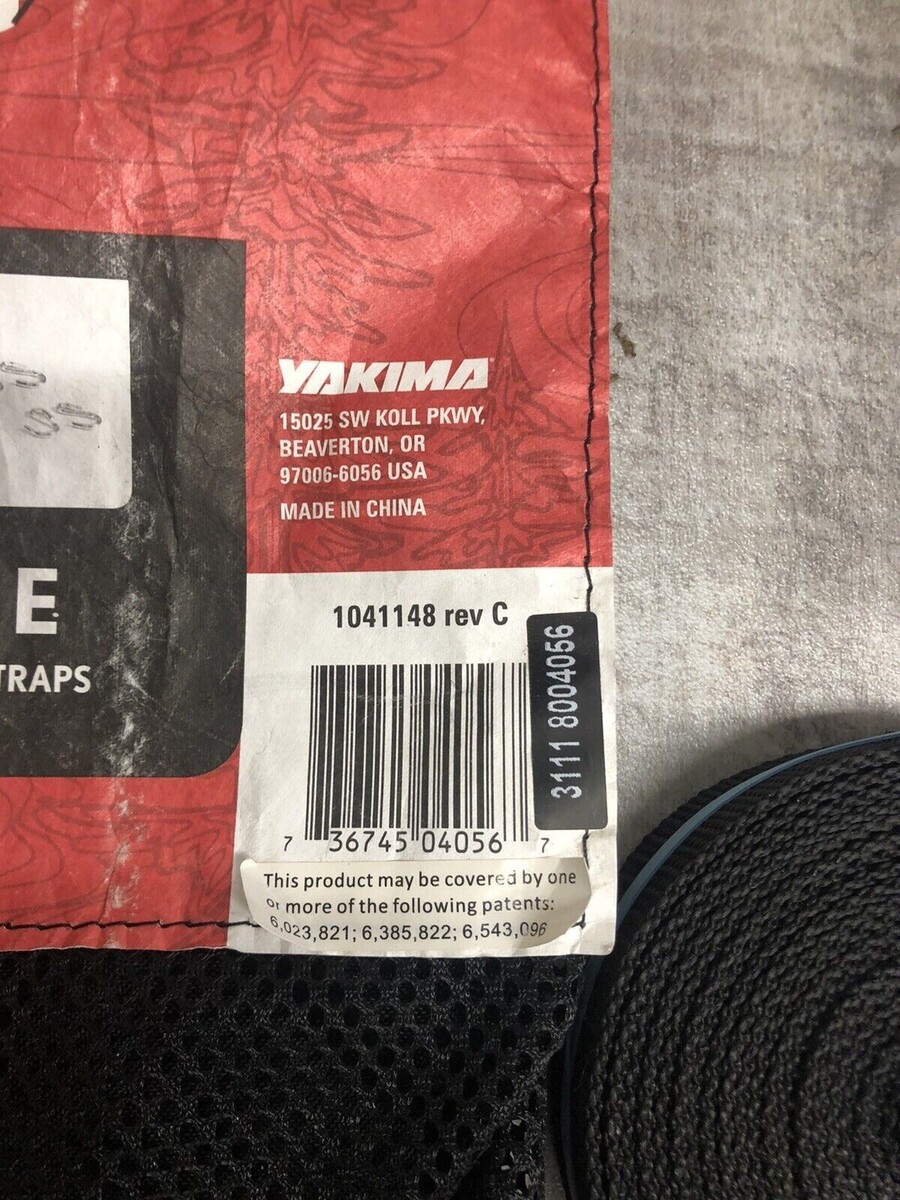 YAKIMA
15025 SW KOLL PKWY,
BEAVERTON, OR
97006-6056 USA
MADE IN CHINA
E
TRAPS
1041148 rev C
3111 8004056
7 36745 04056 7
This product may be covered by one
or more of the following patents:
6,023,821; 6,385,822; 6,543,096